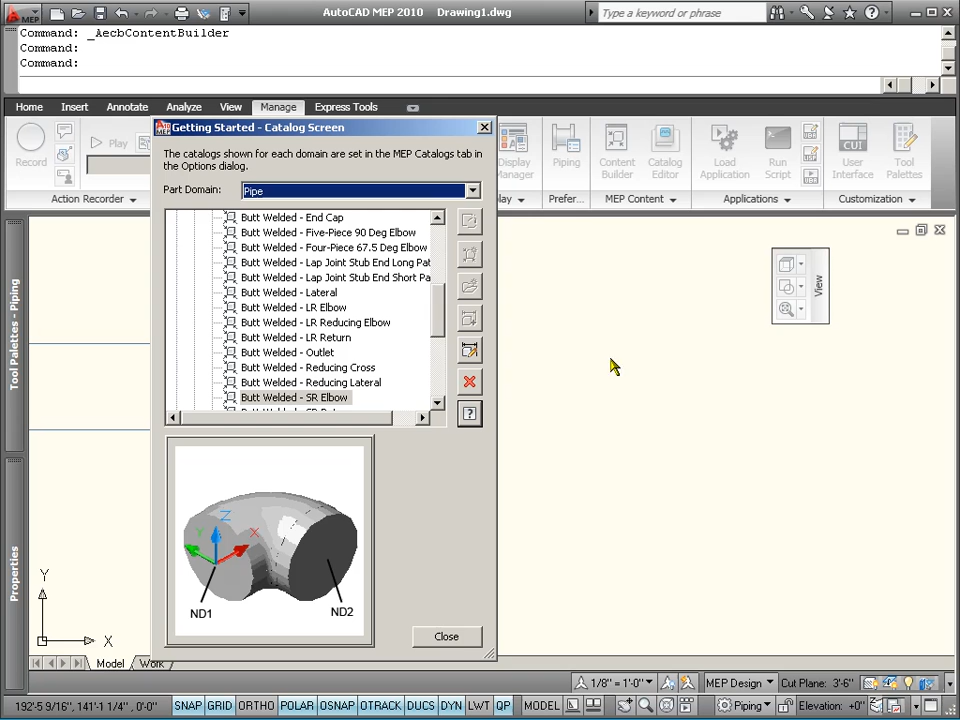 MEP
AutoCAD MEP 2010 Drawing1.dwg
Type a keyword or phrase
Command: _AecbContentBuilder
Command:
Command:
Home Insert Annotate Analyze View Manage Express Tools
Record
Play
Action Recorder
Getting Started - Catalog Screen
The catalogs shown for each domain are set in the MEP Catalogs tab in
the Options dialog.
Part Domain: Pipe
Butt Welded - End Cap
Butt Welded - Five-Piece 90 Deg Elbow
Butt Welded - Four-Piece 67.5 Deg Elbow
Butt Welded - Lap Joint Stub End Long Pat
Butt Welded - Lap Joint Stub End Short Pa
Butt Welded - Lateral
Butt Welded - LR Elbow
Butt Welded - LR Reducing Elbow
Butt Welded - LR Return
Butt Welded - Outlet
Butt Welded - Reducing Cross
Butt Welded - Reducing Lateral
Butt Welded - SR Elbow
Z
Y X
ND1 ND2
Close
Display
Manager
Piping
Content
Builder
Catalog
Editor
Load
Application
Run
Script
CUI
User
Interface
Tool
Palettes
Prefer...
MEP Content
Applications
Customization
View
Tool Palettes - Piping
Properties
Y
X
Model Work
1/8" = 1'-0" MEP Design Cut Plane: 3'-6"
192'-5 9/16", 141'-1 1/4" , 0'-0" SNAP GRID ORTHO POLAR OSNAP OTRACK DUCS DYN LWT QP MODEL Piping Elevation: +0"